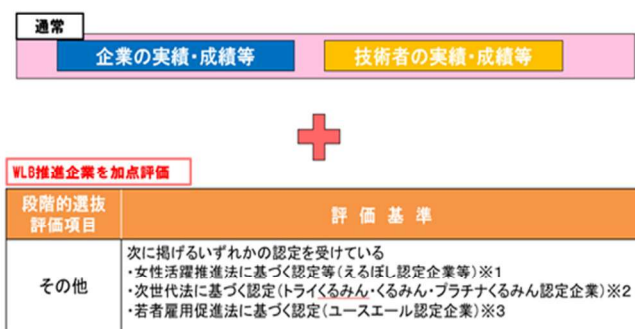 通常
企業の実績・成績等 技術者の実績・成績等
WLB推進企業を加点評価
段階的選抜
評価項目
評価基準
次に掲げるいずれかの認定を受けている
その他
・女性活躍推進法に基づく認定等(えるぼし認定企業等)※1
・次世代法に基づく認定(トライくるみん・くるみん・プラチナくるみん認定企業)※2
・若者雇用促進法に基づく認定(ユースエール認定企業)※3